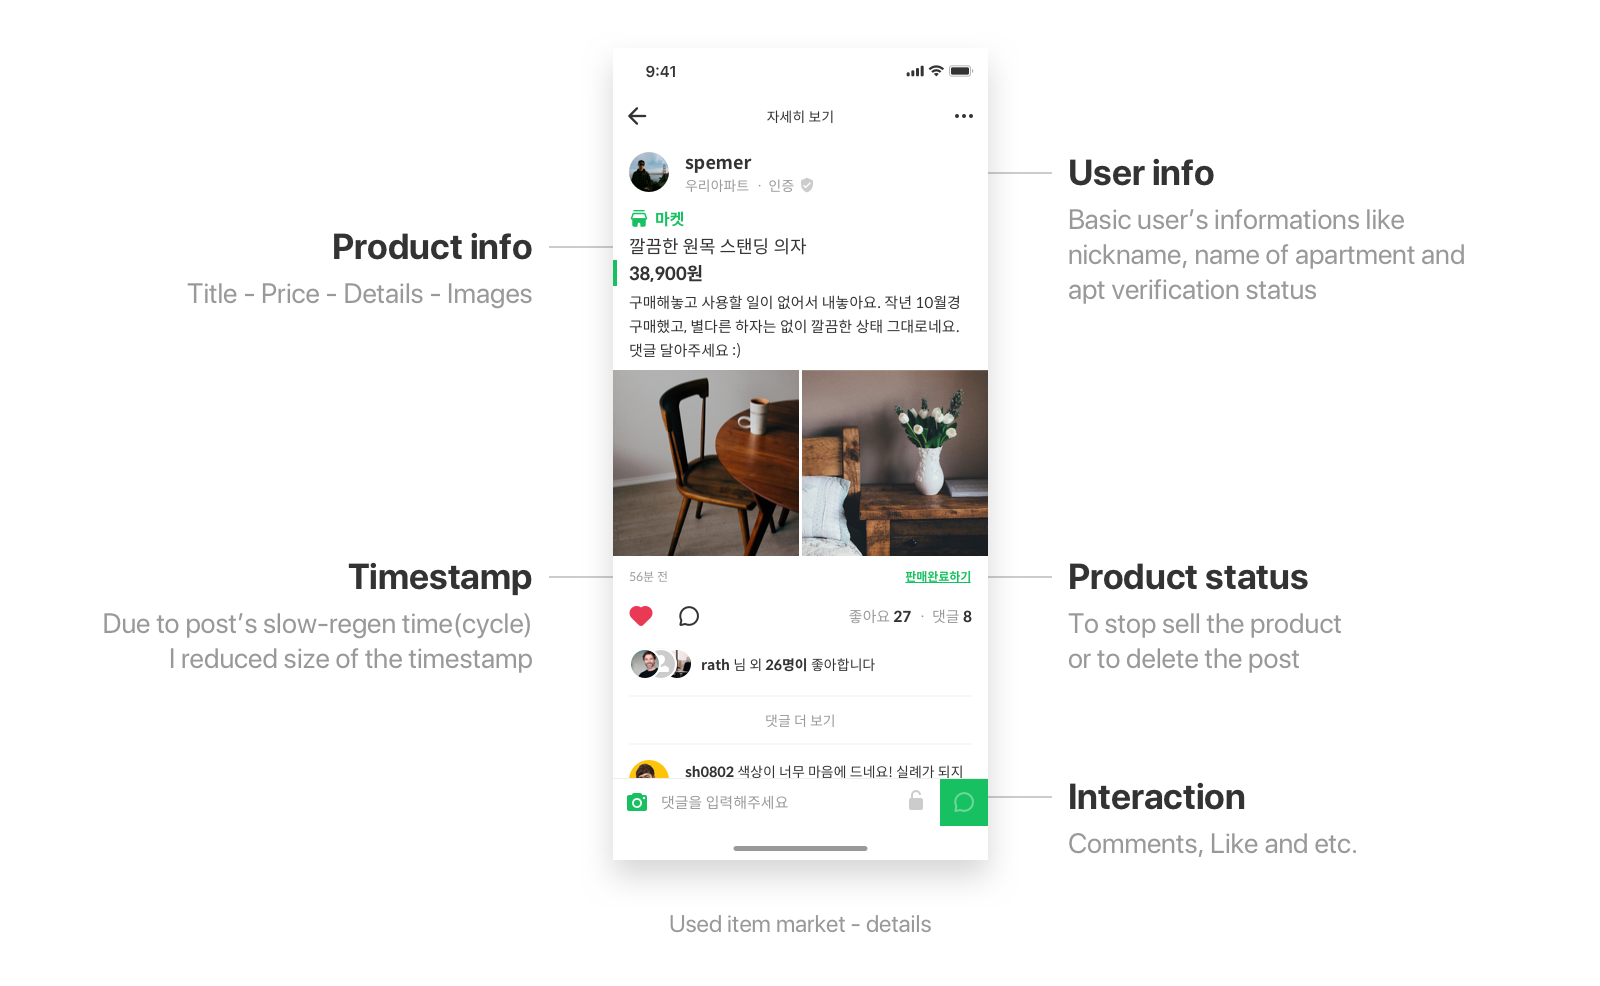 9:41
자세히 보기
spemer
우리아파트 · 인증
마켓
깔끔한 원목 스탠딩 의자
38,900원
구매해놓고 사용할 일이 없어서 내놓아요. 작년 10월경
구매했고, 별다른 하자는 없이 깔끔한 상태 그대로네요.
댓글 달아주세요 :)
56분 전
판매완료하기
좋아요 27 · 댓글 8
rath 님 외 26명이 좋아합니다
댓글 더 보기
sh0802 색상이 너무 마음에 드네요! 실례가 되지
댓글을 입력해주세요
Product info
Title - Price - Details - Images
Timestamp
Due to post's slow-regen time(cycle)
I reduced size of the timestamp
User info
Basic user's informations like
nickname, name of apartment and
apt verification status
Product status
To stop sell the product
or to delete the post
Interaction
Comments, Like and etc.
Used item market - details